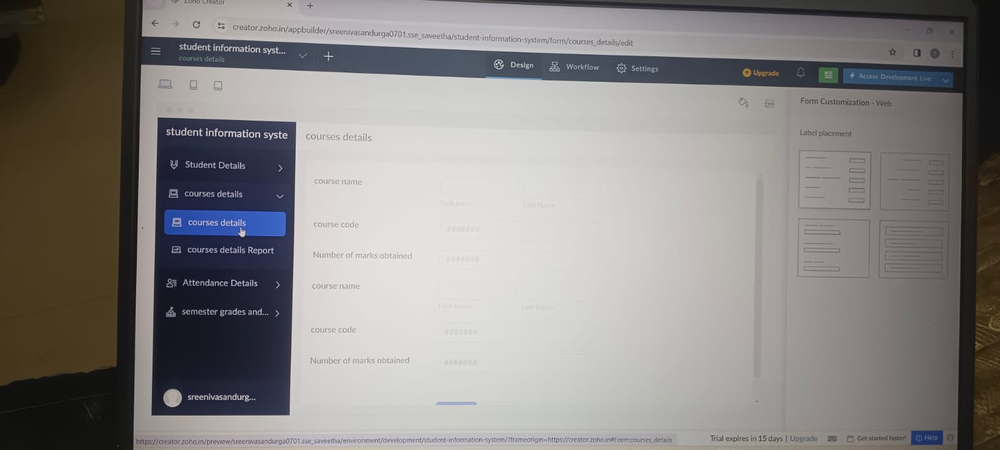 Zoho Creator
creator.zoho.in/appbuilder/sreenivasandurga0701.sse_saveetha/student-information-system/form/courses_details/edit
student information syst...
courses details
Design
Workflow
Settings
Upgrade
Access Development Live
Form Customization - Web
Label placement
student information syste
Student Details
courses details
courses details
courses details Report
Attendance Details
semester grades and...
sreenivasandurg...
courses details
course name
First Name
Last Name
course code
#######
Number of marks obtained
#######
course name
First Name
Last Name
course code
#######
Number of marks obtained
#######
https://creator.zoho.in/preview/sreenivasandurga0701.sse_saveetha/environment/development/student-information-system/?frameorigin=https://creator.zoho.in#Form:courses_details
Trial expires in 15 days | Upgrade
Get started faster!
Help